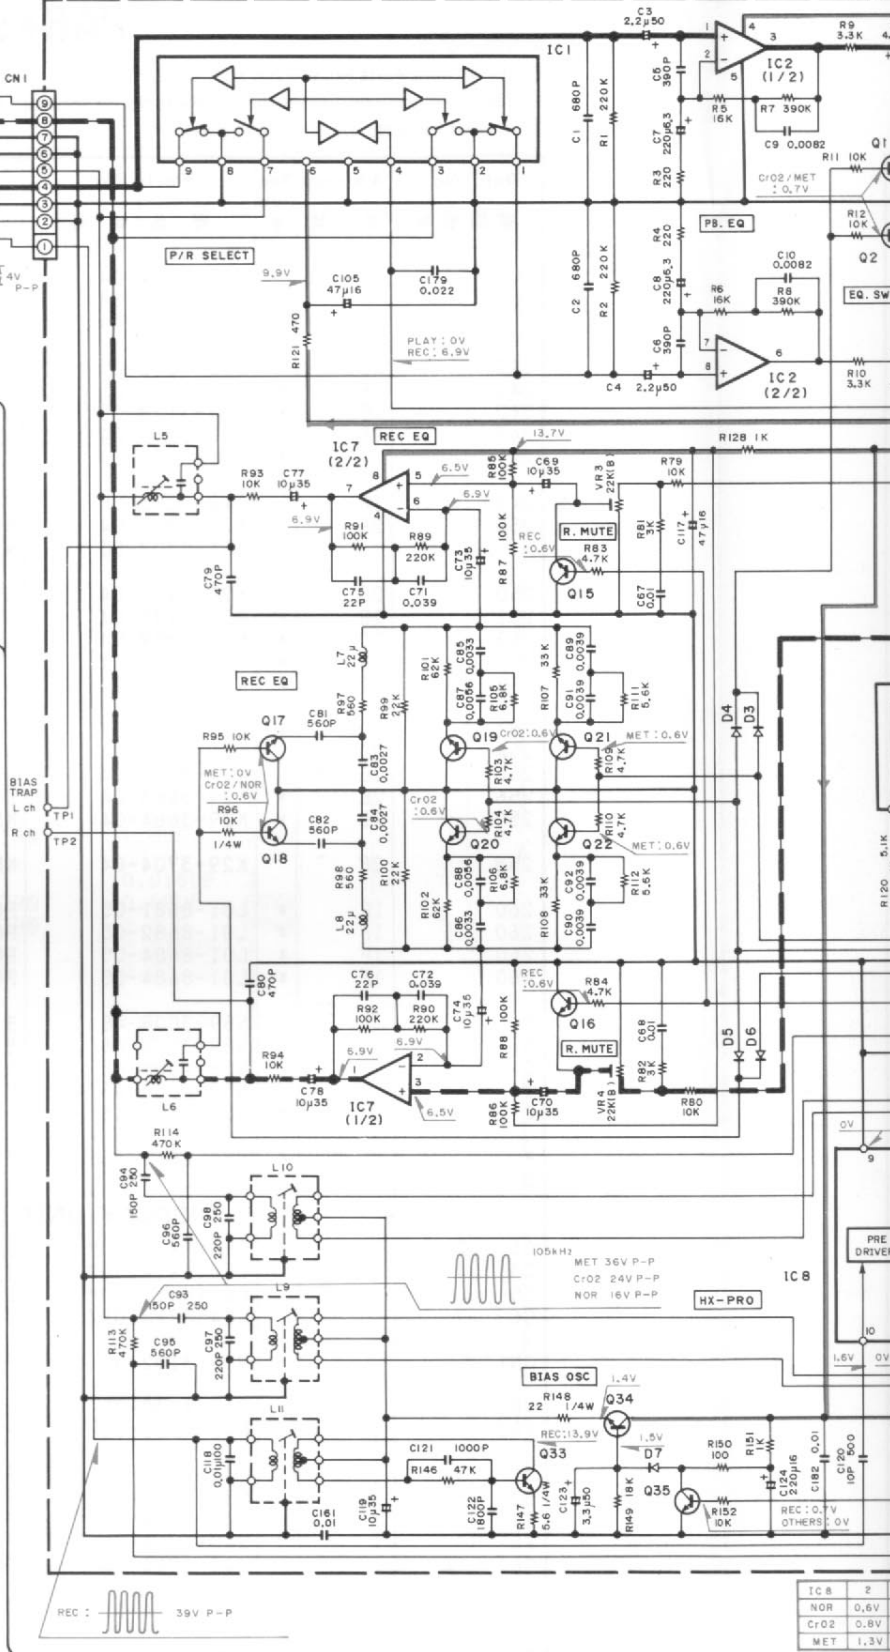 C3
2.2µ50
IC1
R9
3.3K
IC2
(1/2)
CN1
9
8
7
6
5
4
3
2
1
C5
390P
R5
16K
R7 390K
C9 0.0082
C1 680P
R1 220K
C7
220µ6.3
R3
220
R11 10K
Q1
CrO2/MET
:0.7V
R12
10K
Q2
9 8 7 6 5 4 3 2 1
P/R SELECT
PB. EQ
R4
220
C10
0.0082
R8
390K
R6
16K
C8
220µ6.3
C2 680P
R2 220K
EQ. SW
4V
P-P
9.9V
C105
47µ16
C179
0.022
R121 470
PLAY:0V
REC:6.9V
C6
390P
C4 2.2µ50
IC2
(2/2)
R10
3.3K
REC EQ
13.7V
R128 1K
L5
IC7
(2/2)
R93
10K
C77
10µ35
6.5V
6.9V
R85
100K
C69
10µ35
VR3
22K(B)
R79
10K
6.9V
R91
100K
R89
220K
C73
10µ35
R87 100K
REC
:0.6V
R. MUTE
R83
4.7K
R81
3K
C117
47µ16
C79
470P
C75
22P
C71
0.039
Q15
C67
0.01
REC EQ
L7
22µ
R97
560
R99
22K
R101
62K
C85
0.0033
C87
0.0056
R105
6.8K
R107 33K
C89
0.0039
C91
0.0039
R111
5.6K
Q17
C81
560P
R95 10K
Q19
CrO2:0.6V
Q21
MET:0.6V
D4
D3
MET:0V
CrO2/NOR
:0.6V
C83
0.0027
R103
4.7K
R109
4.7K
BIAS
TRAP
L ch
TP1
R ch
TP2
R96
10K
1/4W
C82
560P
C84
0.0027
CrO2
:0.6V
R104
4.7K
R110
4.7K
Q18
Q20
Q22
MET:0.6V
R98
560
R100
22K
L8
22µ
R102
62K
C88
0.0056
C86
0.0033
R106
6.8K
R108 33K
C92
0.0039
C90
0.0039
R112
5.6K
R120 5.1K
C80
470P
C76
22P
C72
0.039
R92
100K
R90
220K
C74
10µ35
R88 100K
REC
:0.6V
R84
4.7K
Q16
C68
0.01
D5
D6
R94
10K
6.9V
6.9V
R. MUTE
R82
3K
L6
C78
10µ35
IC7
(1/2)
6.5V
R86
100K
C70
10µ35
VR4
22K(B)
R80
10K
R114
470K
0V
9
C94
150P 250
L10
C96
560P
C98
220P 250
105kHz
MET 36V P-P
CrO2 24V P-P
NOR 16V P-P
PRE
DRIVER
IC8
HX-PRO
C93
150P 250
L9
R113
470K
C95
560P
C97
220P 250
10
1.6V
0V
BIAS OSC
1.4V
R148
22 1/4W
Q34
L11
REC:13.9V
Q33
1.5V
D7
R150
100
R151
1K
C118
0.01µ100
C121 1000P
R146 47K
C124
220µ16
C182 0.01
C120
10P 500
C161
0.01
C119
10µ35
C122
1800P
R147
5.6 1/4W
C123
3.3µ50
R149 18K
Q35
R152
10K
REC:0.7V
OTHERS:0V
REC: 39V P-P
IC8 2
NOR 0.6V
CrO2 0.8V
MET 1.3V